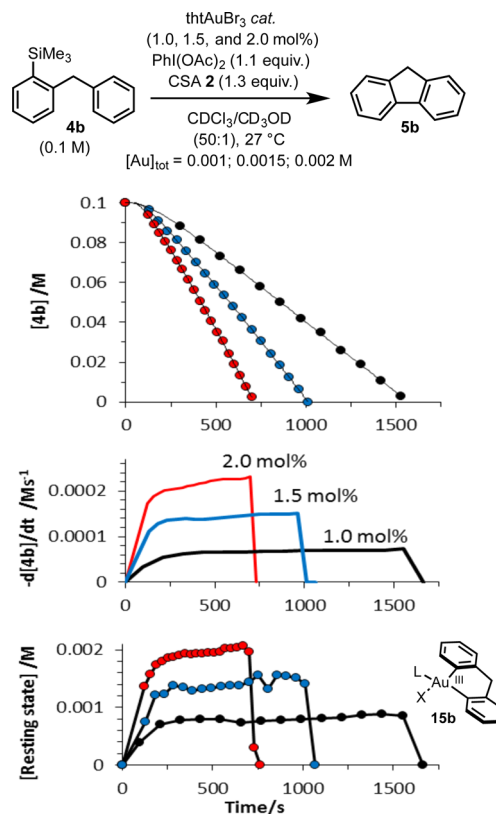 thtAuBr₃ cat.
(1.0, 1.5, and 2.0 mol%)
PhI(OAc)₂ (1.1 equiv.)
CSA 2 (1.3 equiv.)
CDCl₃/CD₃OD
(50:1), 27 °C
[Au]tot = 0.001; 0.0015; 0.002 M
SiMe₃
4b
(0.1 M)
5b
[4b] /M
0.1
0.08
0.06
0.04
0.02
0
0
500
1000
1500
-d[4b]/dt /Ms⁻¹
0.0002
0.0001
0
2.0 mol%
1.5 mol%
1.0 mol%
0
500
1000
1500
[Resting state] /M
0.002
0.001
0
0
500
1000
1500
Time/s
L
Au
III
X
15b